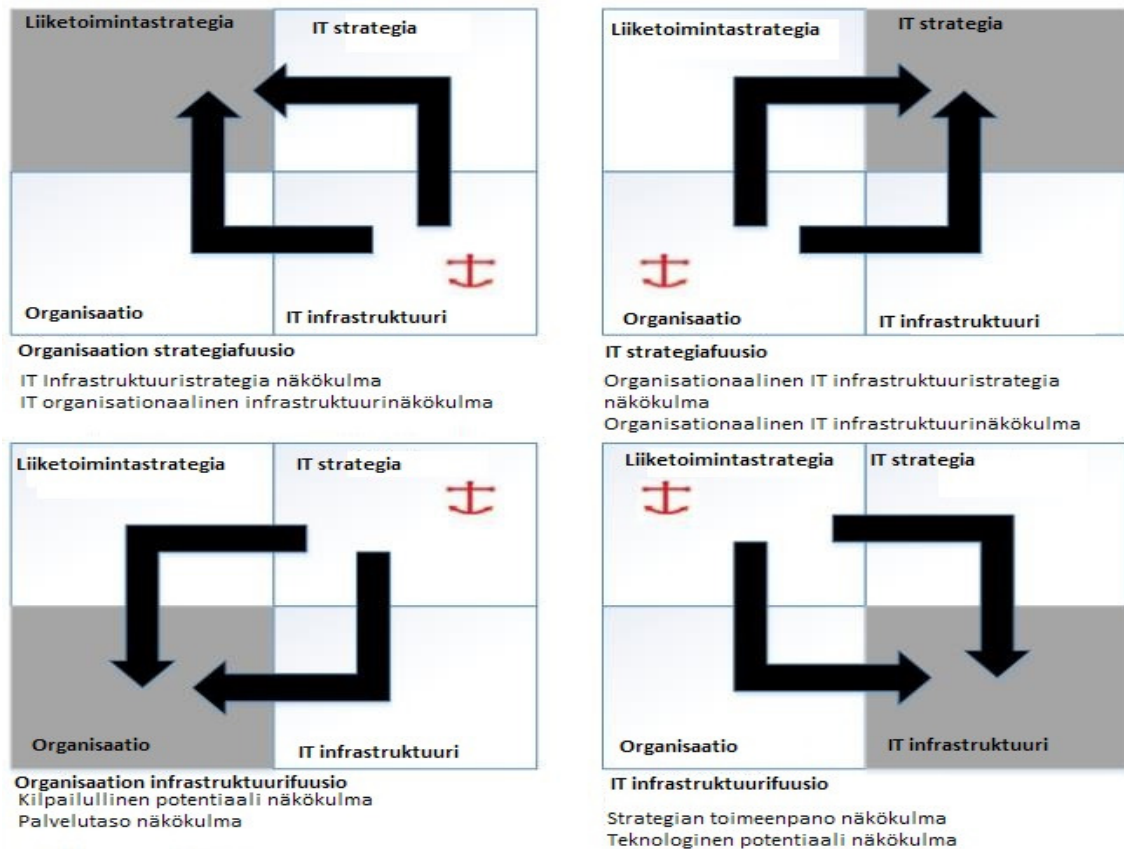 Liiketoimintastrategia
IT strategia
Organisaatio
IT infrastruktuuri
Organisaation strategiafuusio
IT Infrastruktuuristrategia näkökulma
IT organisationaalinen infrastruktuurinäkökulma
Liiketoimintastrategia
IT strategia
Organisaatio
IT infrastruktuuri
IT strategiafuusio
Organisationaalinen IT infrastruktuuristrategia
näkökulma
Organisationaalinen IT infrastruktuurinäkökulma
Liiketoimintastrategia
IT strategia
Organisaatio
IT infrastruktuuri
Organisaation infrastruktuurifuusio
Kilpailullinen potentiaali näkökulma
Palvelutaso näkökulma
Liiketoimintastrategia
IT strategia
Organisaatio
IT infrastruktuuri
IT infrastruktuurifuusio
Strategian toimeenpano näkökulma
Teknologinen potentiaali näkökulma